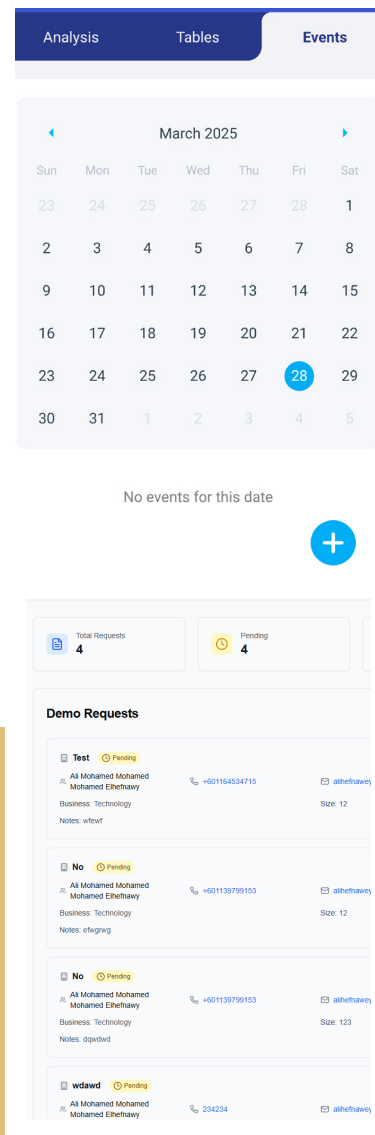 Analysis Tables Events
March 2025
Sun Mon Tue Wed Thu Fri Sat
23 24 25 26 27 28 1
2 3 4 5 6 7 8
9 10 11 12 13 14 15
16 17 18 19 20 21 22
23 24 25 26 27 28 29
30 31 1 2 3 4 5
No events for this date
Total Requests
4
Pending
4
Demo Requests
Test Pending
Ali Mohamed Mohamed
Mohamed Elhefnawy
+601164534715
alihefnawey
Business: Technology
Size: 12
Notes: wfewf
No Pending
Ali Mohamed Mohamed
Mohamed Elhefnawy
+601139799153
alihefnawey
Business: Technology
Size: 12
Notes: efwgrwg
No Pending
Ali Mohamed Mohamed
Mohamed Elhefnawy
+601139799153
alihefnawey
Business: Technology
Size: 123
Notes: dqwdwd
wdawd Pending
Ali Mohamed Mohamed
Mohamed Elhefnawy
234234
alihefnawey